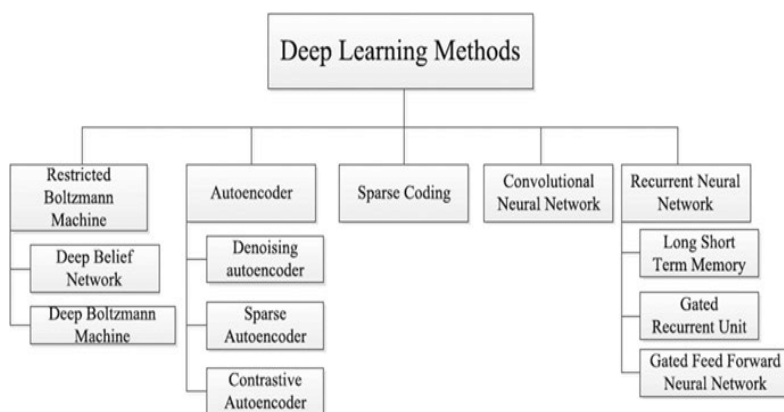 Deep Learning Methods
Restricted
Boltzmann
Machine
Autoencoder
Sparse Coding
Convolutional
Neural Network
Recurrent Neural
Network
Deep Belief
Network
Deep Boltzmann
Machine
Denoising
autoencoder
Sparse
Autoencoder
Contrastive
Autoencoder
Long Short
Term Memory
Gated
Recurrent Unit
Gated Feed Forward
Neural Network